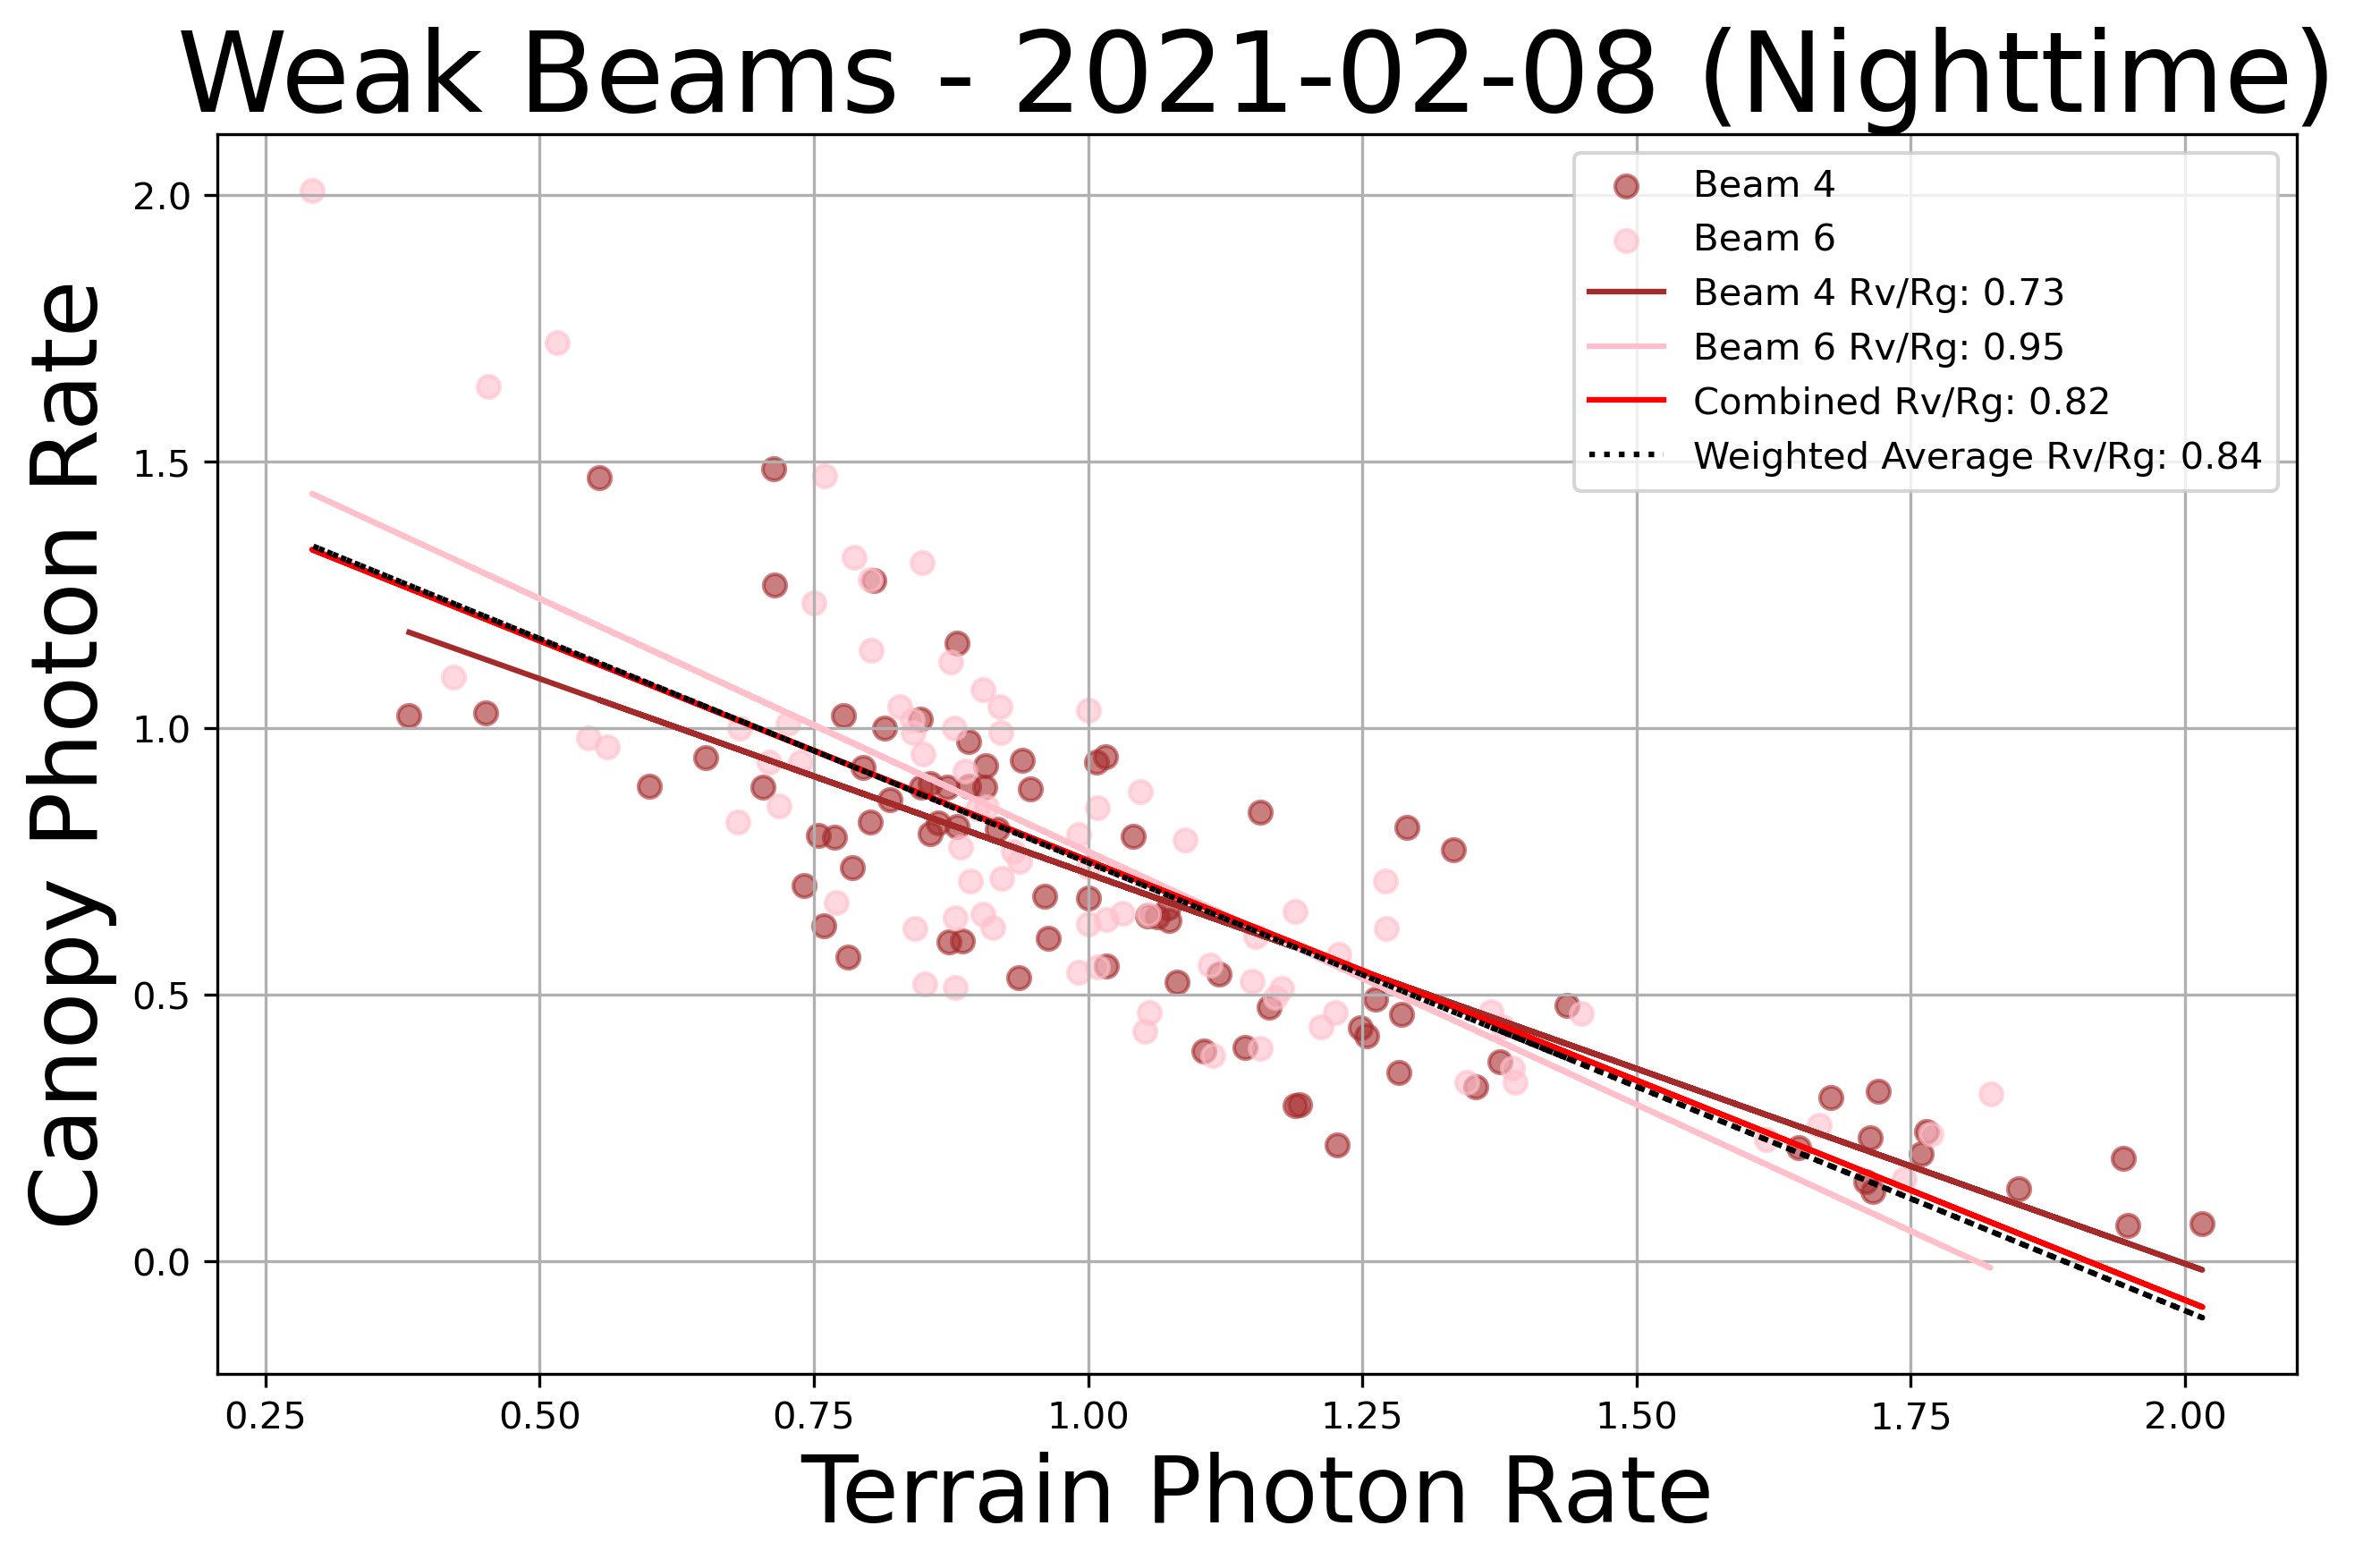 Weak Beams - 2021-02-08 (Nighttime)
Beam 4
Beam 6
Beam 4 Rv/Rg: 0.73
Beam 6 Rv/Rg: 0.95
Combined Rv/Rg: 0.82
Weighted Average Rv/Rg: 0.84
Canopy Photon Rate
2.0
1.5
1.0
0.5
0.0
0.25 0.50 0.75 1.00 1.25 1.50 1.75 2.00
Terrain Photon Rate